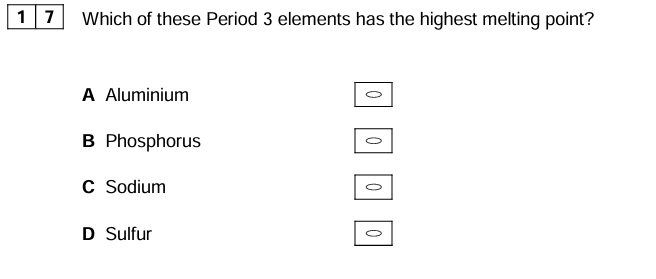 1 7 Which of these Period 3 elements has the highest melting point?
A Aluminium
B Phosphorus
C Sodium
D Sulfur